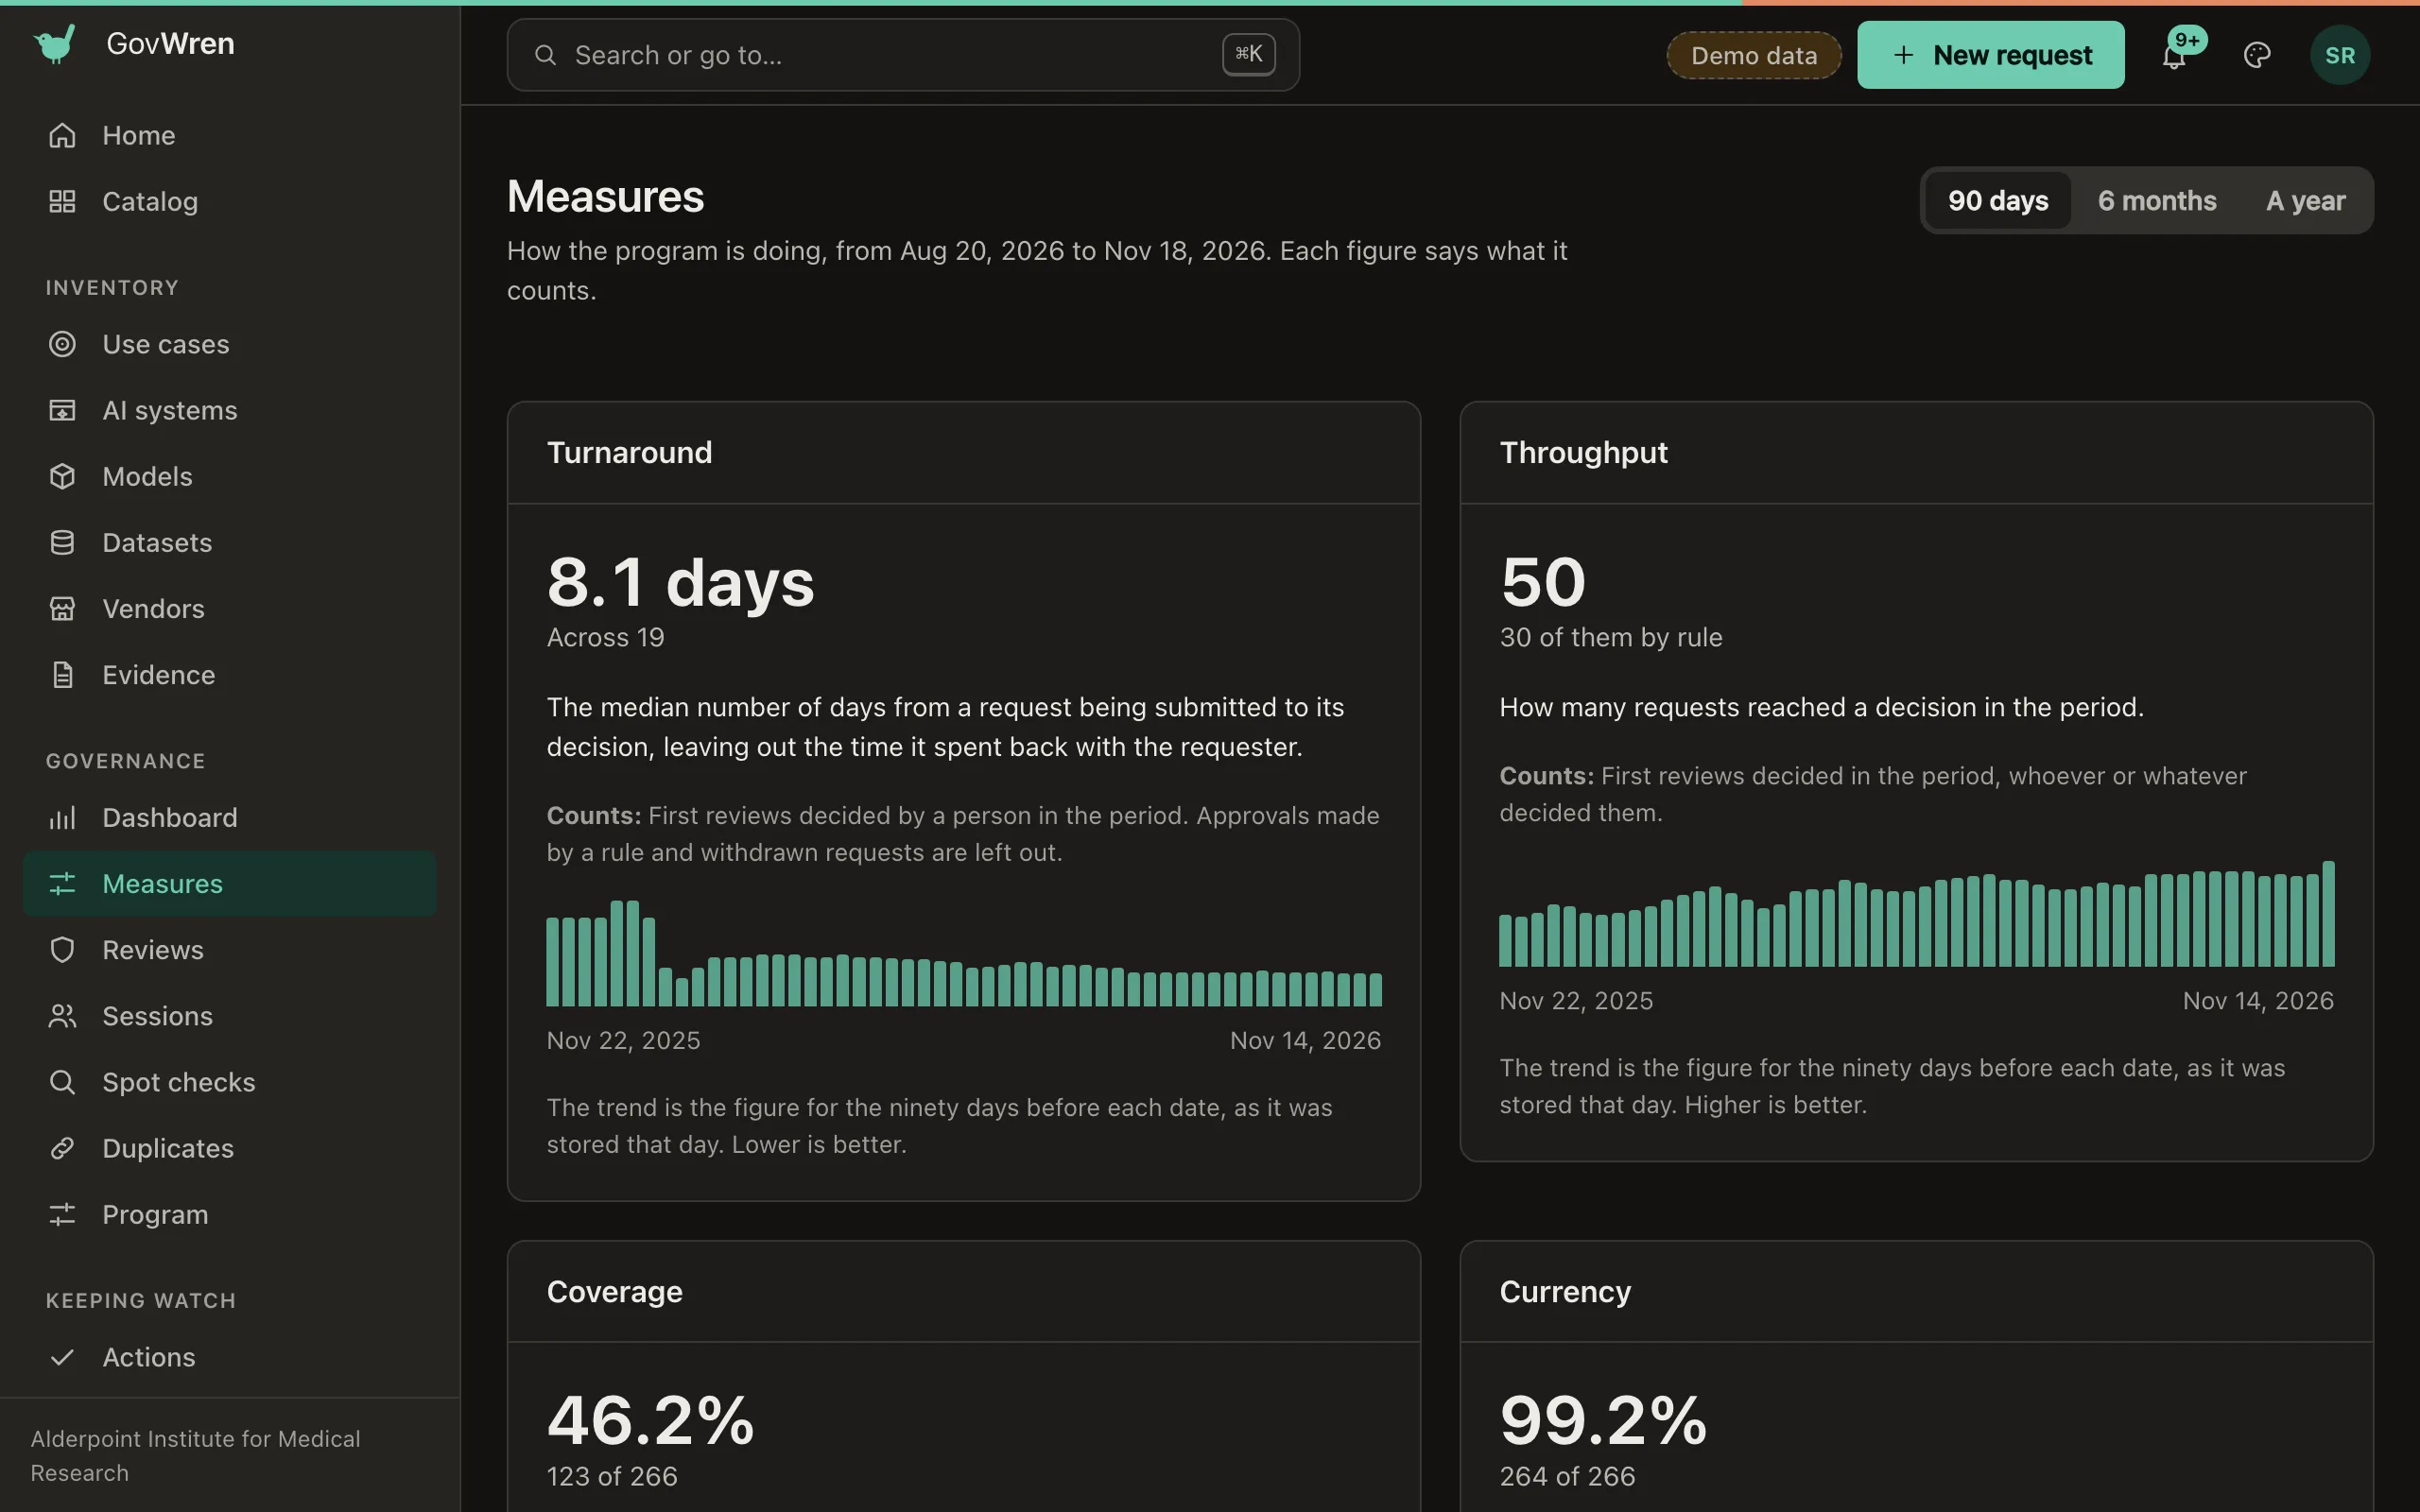 GovWren
Search or go to...
⌘K
Demo data
New request
9+
SR
Home
Catalog
INVENTORY
Use cases
AI systems
Models
Datasets
Vendors
Evidence
GOVERNANCE
Dashboard
Measures
Reviews
Sessions
Spot checks
Duplicates
Program
KEEPING WATCH
Actions
Alderpoint Institute for Medical
Research
Measures
How the program is doing, from Aug 20, 2026 to Nov 18, 2026. Each figure says what it
counts.
90 days
6 months
A year
Turnaround
8.1 days
Across 19
The median number of days from a request being submitted to its
decision, leaving out the time it spent back with the requester.
Counts: First reviews decided by a person in the period. Approvals made
by a rule and withdrawn requests are left out.
Nov 22, 2025
Nov 14, 2026
The trend is the figure for the ninety days before each date, as it was
stored that day. Lower is better.
Throughput
50
30 of them by rule
How many requests reached a decision in the period.
Counts: First reviews decided in the period, whoever or whatever
decided them.
Nov 22, 2025
Nov 14, 2026
The trend is the figure for the ninety days before each date, as it was
stored that day. Higher is better.
Coverage
46.2%
123 of 266
Currency
99.2%
264 of 266